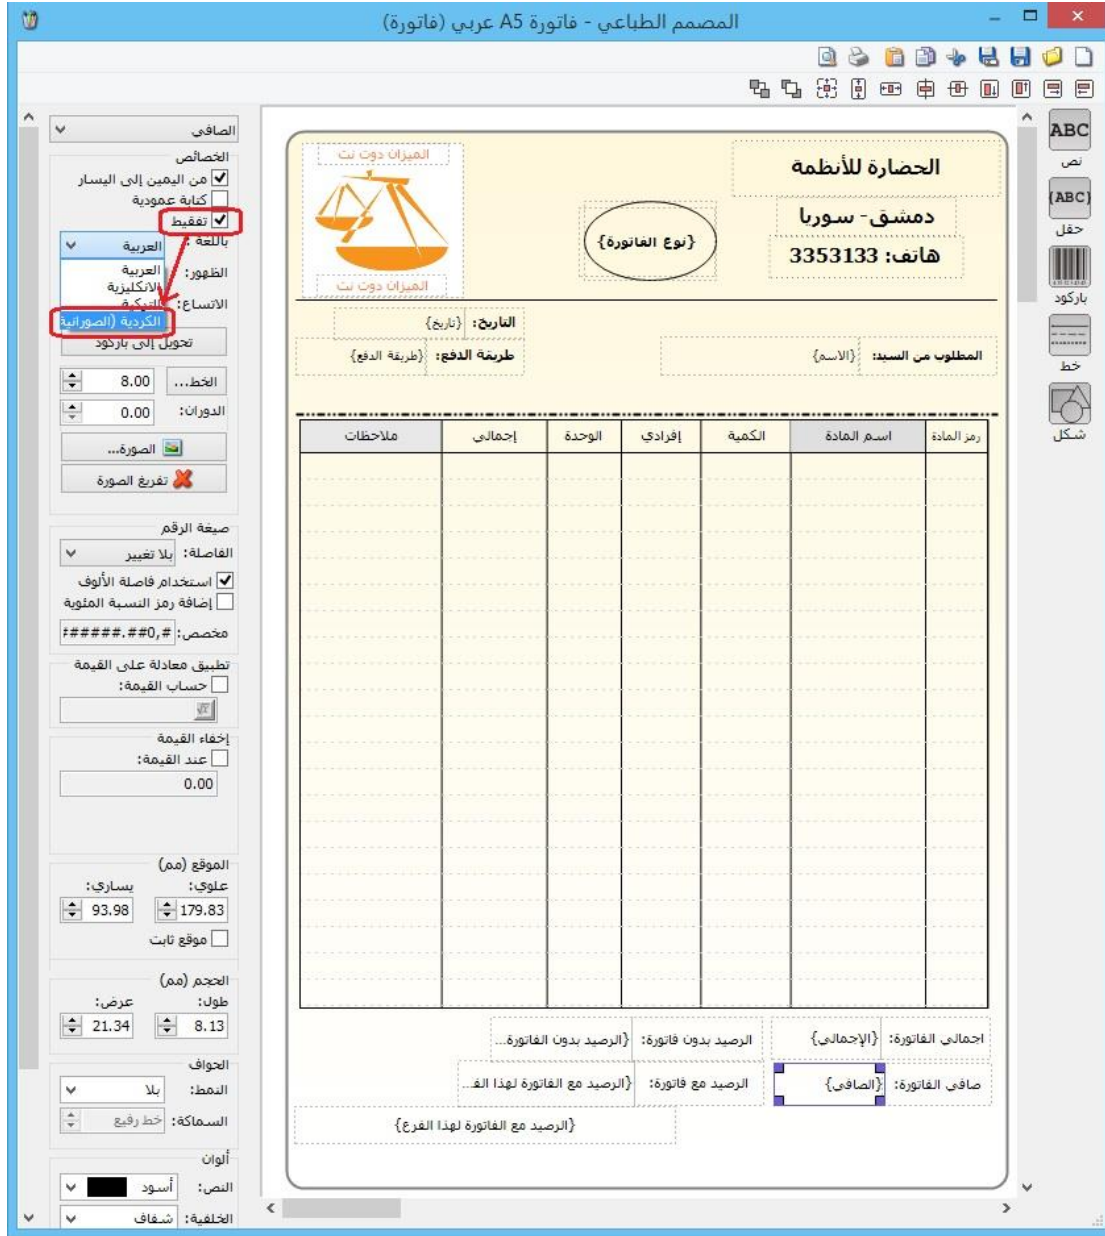 المصمم الطباعي - فاتورة A5 عربي (فاتورة)
ABC
نص
{ABC}
حقل
باركود
خط
شكل
الصافي
الخصائص
من اليمين إلى اليسار
كتابة عمودية
تفقيط
باللغة:
العربية
العربية
الانكليزية
التركية
الكردية (الصورانية
الظهور:
الاتساع:
تحويل إلى باركود
الخط... 8.00
الدوران: 0.00
الصورة...
تفريغ الصورة
صيغة الرقم
الفاصلة: بلا تغيير
استخدام فاصلة الألوف
إضافة رمز النسبة المئوية
مخصص: #,0##.######
تطبيق معادلة على القيمة
حساب القيمة:
إخفاء القيمة
عند القيمة:
0.00
الموقع (مم)
علوي: يساري:
179.83 93.98
موقع ثابت
الحجم (مم)
طول: عرض:
8.13 21.34
الحواف
النمط: بلا
السماكة: خط رفيع
ألوان
النص: أسود
الخلفية: شفاف
الحضارة للأنظمة
دمشق- سوريا
هاتف: 3353133
{نوع الفاتورة}
الميزان دوت نت
الميزان دوت نت
التاريخ: {تاريخ}
المطلوب من السيد: {الاسم}
طريقة الدفع: {طريقة الدفع}
رمز المادة اسم المادة الكمية إفرادي الوحدة إجمالي ملاحظات
اجمالي الفاتورة: {الإجمالي} الرصيد بدون فاتورة: {الرصيد بدون الفاتورة...
صافي الفاتورة: {الصافي} الرصيد مع فاتورة: {الرصيد مع الفاتورة لهذا الف...
{الرصيد مع الفاتورة لهذا الفرع}